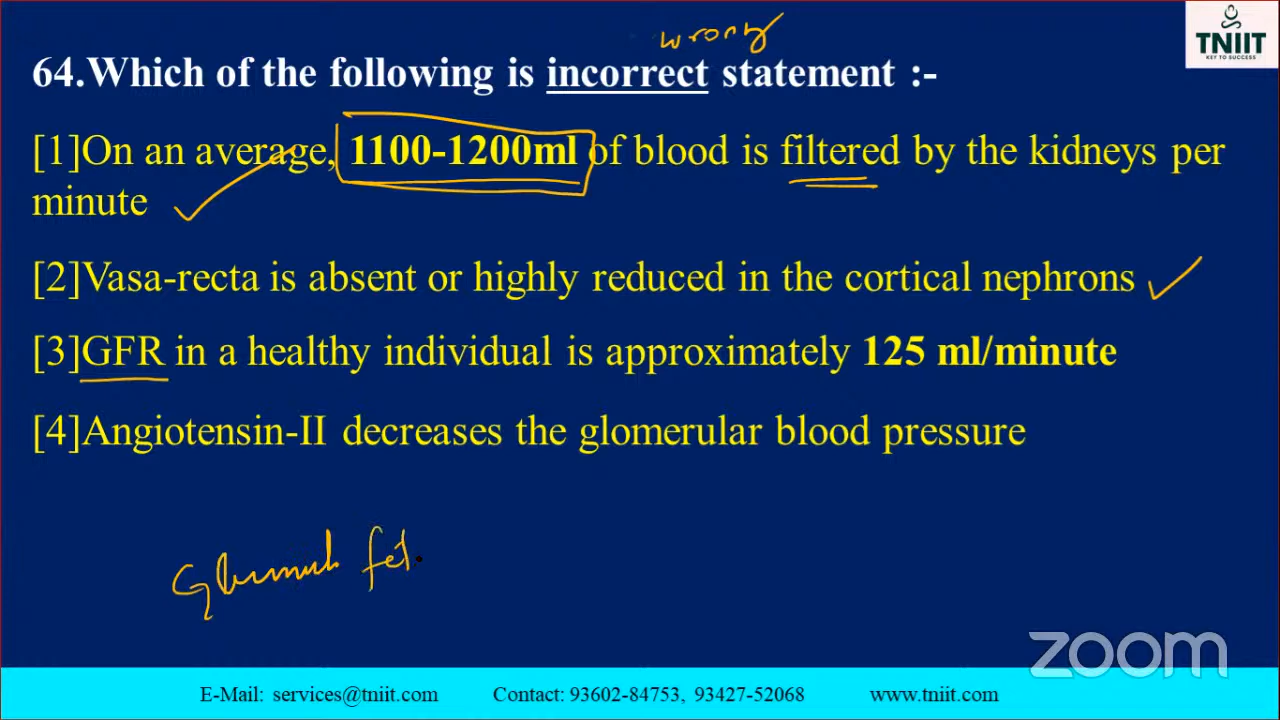 TNIIT
KEY TO SUCCESS
wrong
64.Which of the following is incorrect statement :-
[1]On an average, 1100-1200ml of blood is filtered by the kidneys per
minute
[2]Vasa-recta is absent or highly reduced in the cortical nephrons
[3]GFR in a healthy individual is approximately 125 ml/minute
[4]Angiotensin-II decreases the glomerular blood pressure
zoom
E-Mail: services@tniit.com Contact: 93602-84753, 93427-52068 www.tniit.com